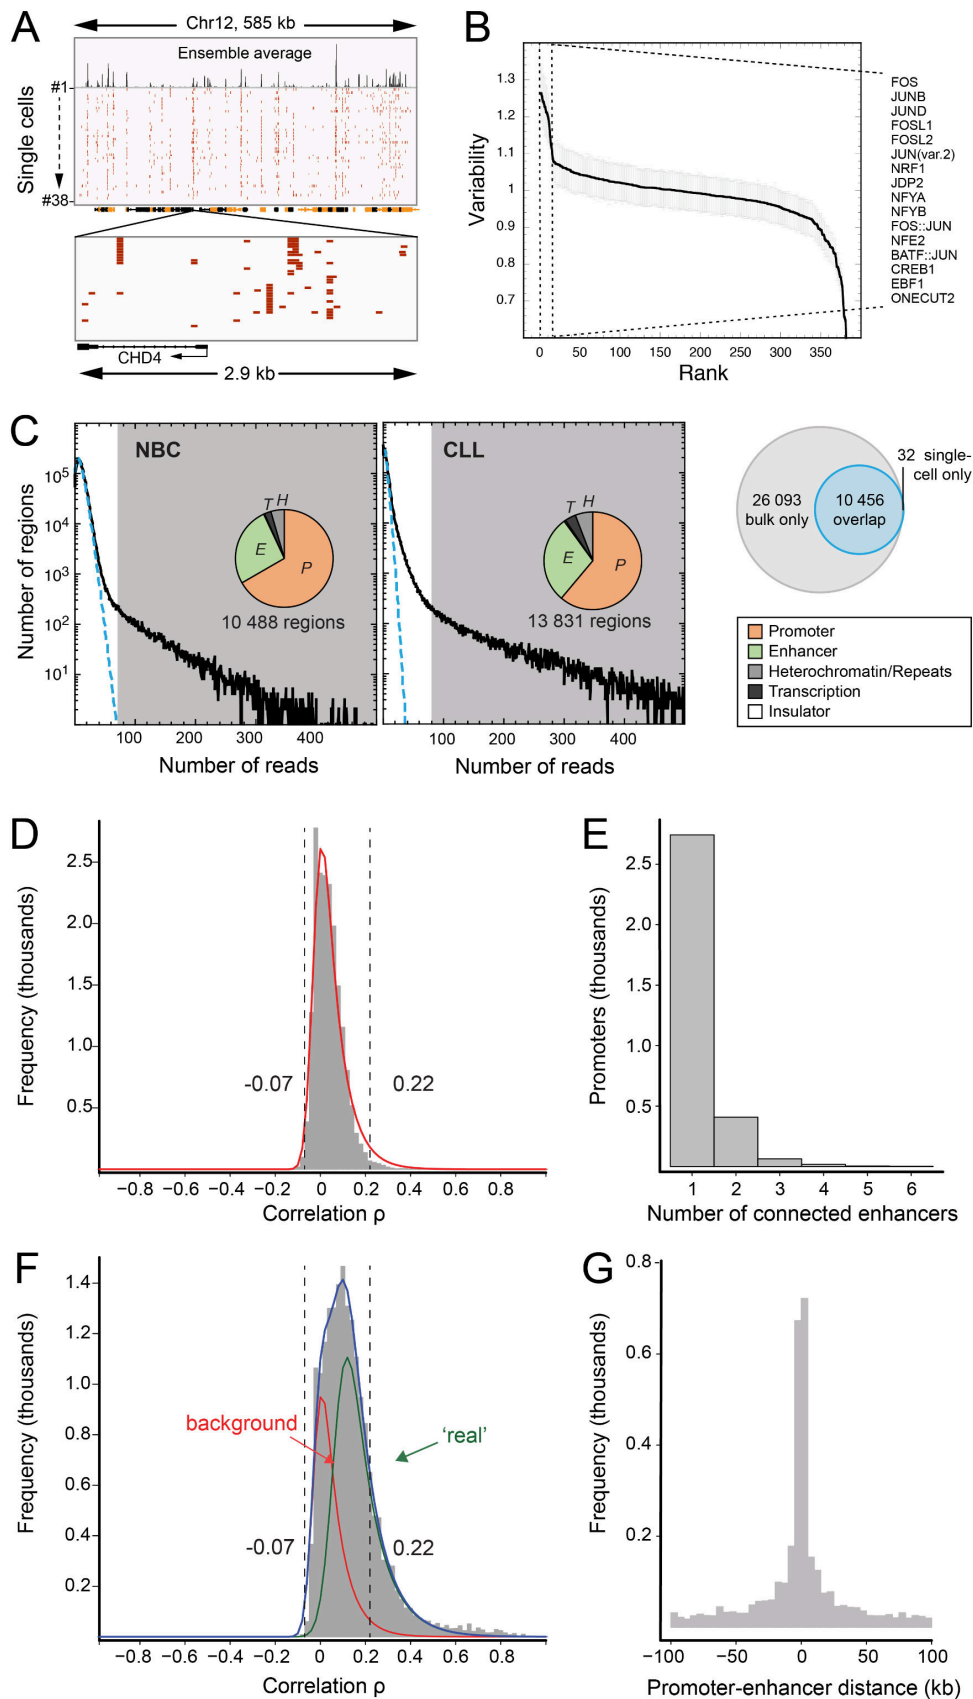 A
Chr12, 585 kb
Ensemble average
Single cells
#1
#38
CHD4
2.9 kb
B
Variability
1.3
1.2
1.1
1
0.9
0.8
0.7
0 50 100 150 200 250 300 350
Rank
FOS
JUNB
JUND
FOSL1
FOSL2
JUN(var.2)
NRF1
JDP2
NFYA
NFYB
FOS::JUN
NFE2
BATF::JUN
CREB1
EBF1
ONECUT2
C
NBC
Number of regions
10⁵
10⁴
10³
10²
10¹
T H
E
P
10 488 regions
100 200 300 400
Number of reads
CLL
T H
E
P
13 831 regions
100 200 300 400
Number of reads
32 single-
cell only
26 093
bulk only
10 456
overlap
Promoter
Enhancer
Heterochromatin/Repeats
Transcription
Insulator
D
Frequency (thousands)
2.5
2.0
1.5
1.0
0.5
-0.07
0.22
−0.8 −0.6 −0.4 −0.2 0 0.2 0.4 0.6 0.8
Correlation ρ
E
Promoters (thousands)
2.5
2.0
1.5
1.0
0.5
1 2 3 4 5 6
Number of connected enhancers
F
Frequency (thousands)
1.4
1.2
1.0
0.8
0.6
0.4
0.2
background
'real'
-0.07
0.22
−0.8 −0.6 −0.4 −0.2 0 0.2 0.4 0.6 0.8
Correlation ρ
G
Frequency (thousands)
0.8
0.6
0.4
0.2
−100 −50 0 50 100
Promoter-enhancer distance (kb)